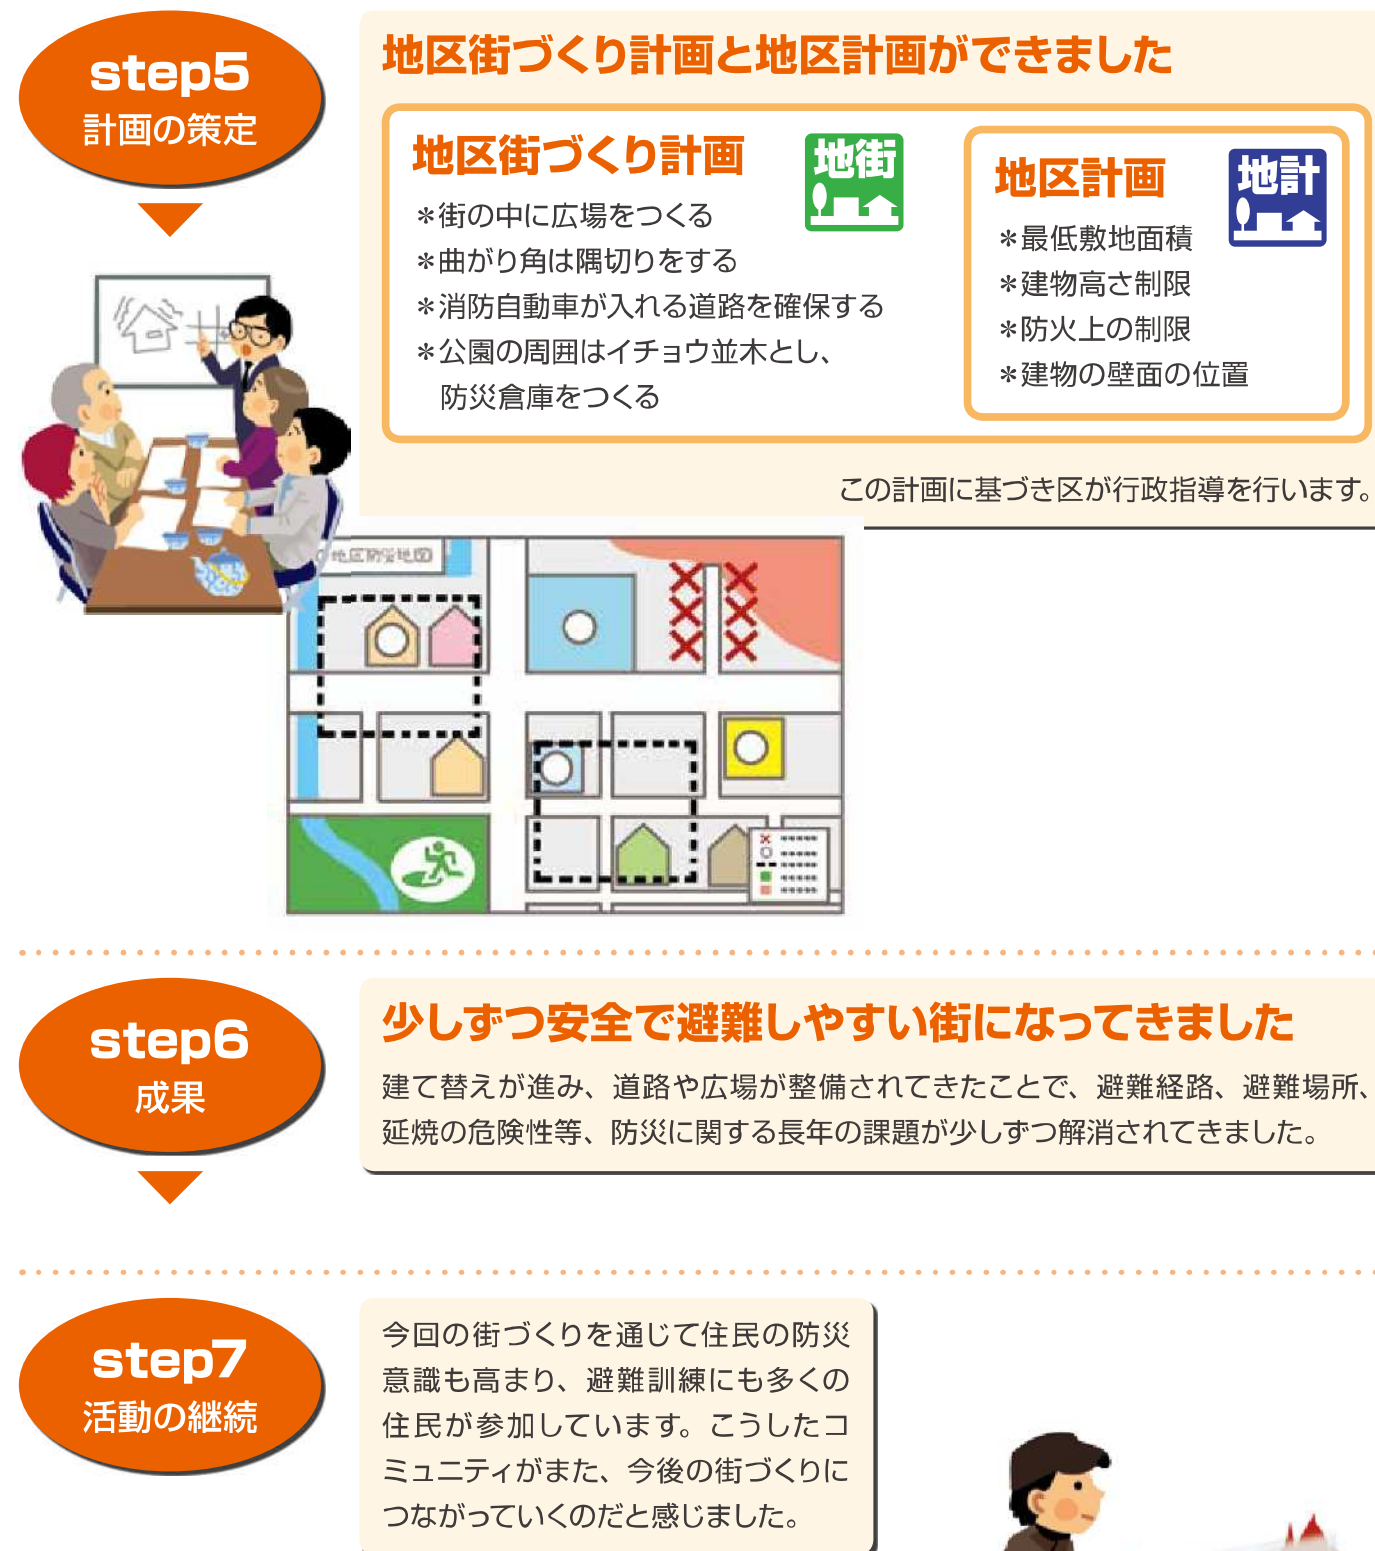 step5
計画の策定
地区街づくり計画と地区計画ができました
地区街づくり計画
地街
＊街の中に広場をつくる
＊曲がり角は隅切りをする
＊消防自動車が入れる道路を確保する
＊公園の周囲はイチョウ並木とし、
防災倉庫をつくる
地区計画
地計
＊最低敷地面積
＊建物高さ制限
＊防火上の制限
＊建物の壁面の位置
この計画に基づき区が行政指導を行います。
地区防災地図
step6
成果
少しずつ安全で避難しやすい街になってきました
建て替えが進み、道路や広場が整備されてきたことで、避難経路、避難場所、
延焼の危険性等、防災に関する長年の課題が少しずつ解消されてきました。
step7
活動の継続
今回の街づくりを通じて住民の防災
意識も高まり、避難訓練にも多くの
住民が参加しています。こうしたコ
ミュニティがまた、今後の街づくりに
つながっていくのだと感じました。